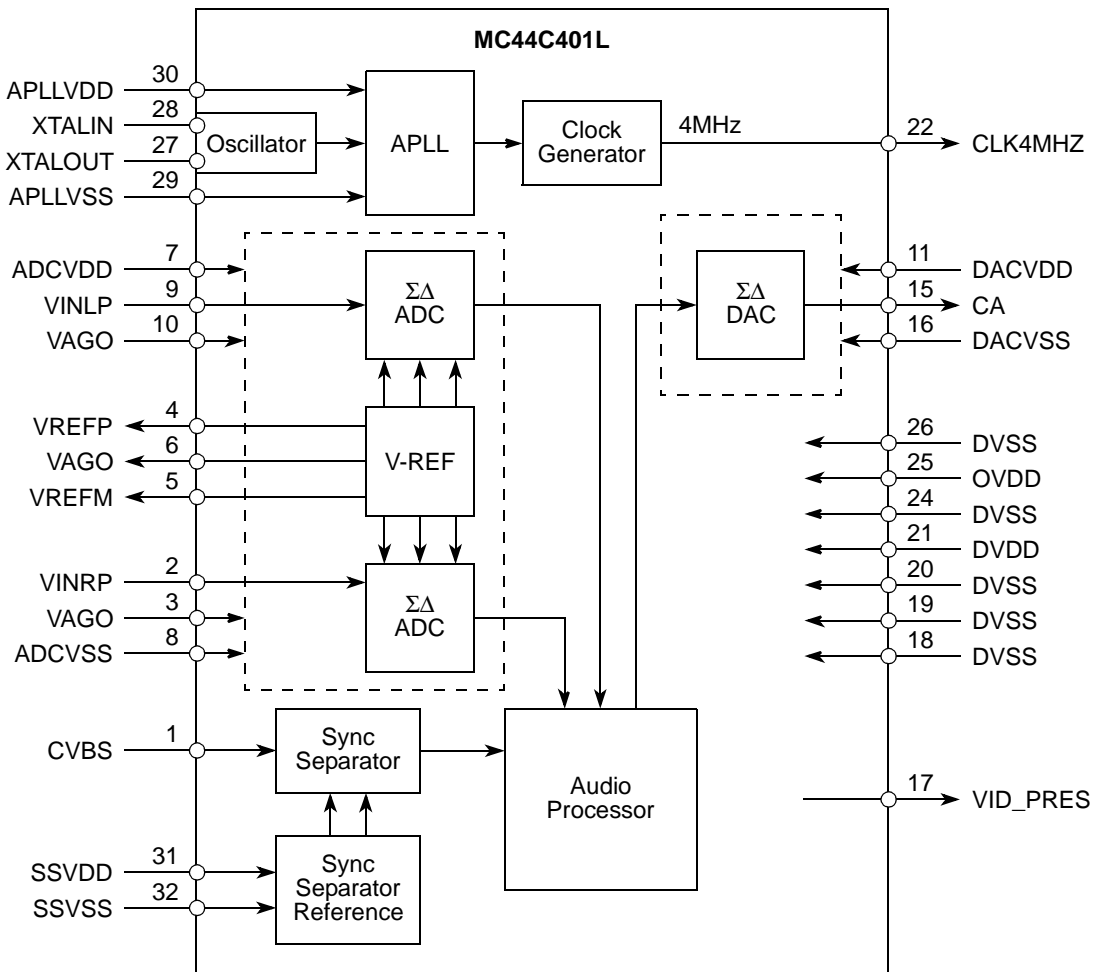 MC44C401L
30
APLLVDD
28
XTALIN
27
XTALOUT
29
APLLVSS
Oscillator
APLL
Clock
Generator
4MHz
22
CLK4MHZ
7
ADCVDD
9
VINLP
10
VAGO
ΣΔ
ADC
ΣΔ
DAC
11
DACVDD
15
CA
16
DACVSS
4
VREFP
6
VAGO
5
VREFM
V-REF
26
DVSS
25
OVDD
24
DVSS
21
DVDD
20
DVSS
19
DVSS
18
DVSS
2
VINRP
3
VAGO
8
ADCVSS
ΣΔ
ADC
1
CVBS
Sync
Separator
Audio
Processor
17
VID_PRES
31
SSVDD
32
SSVSS
Sync
Separator
Reference